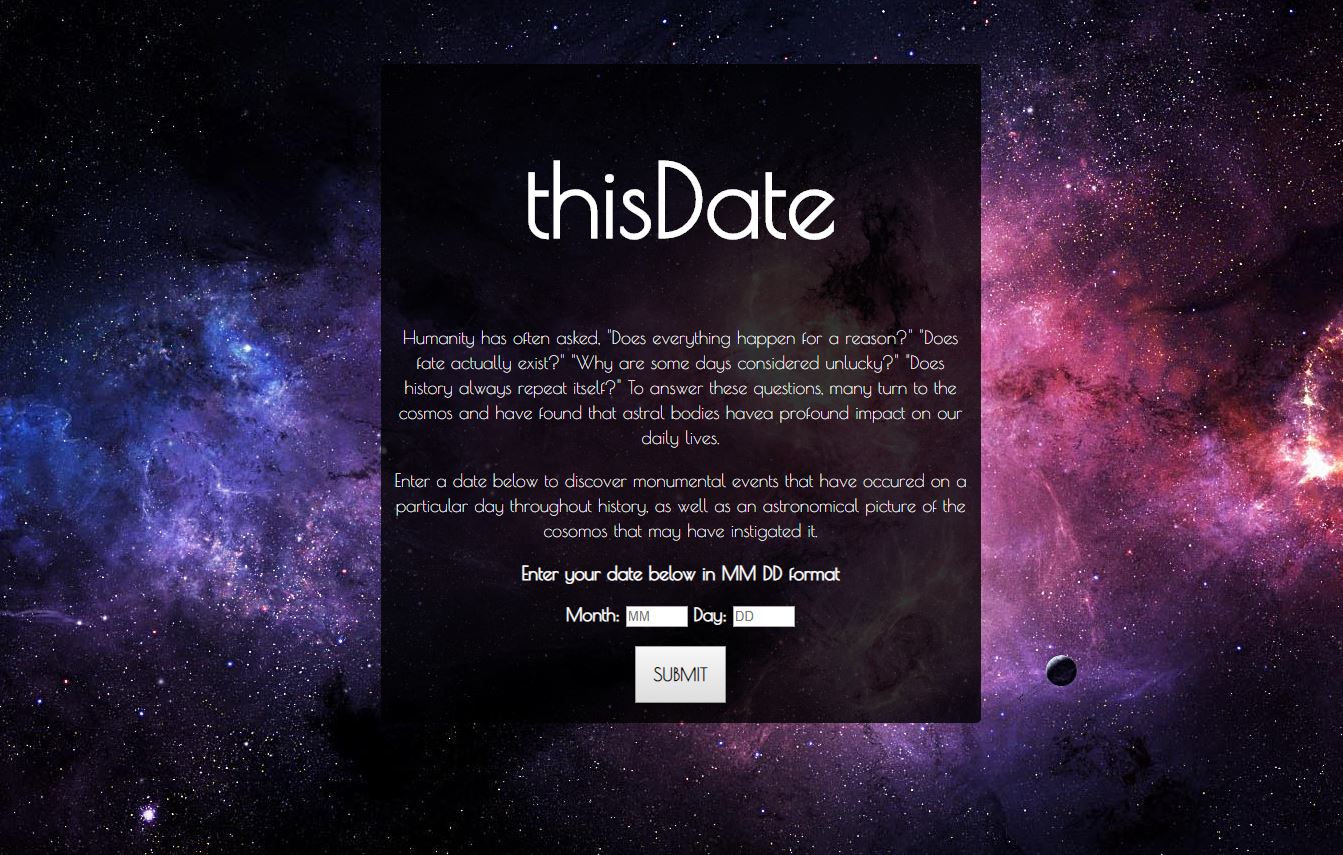 thisDate
Humanity has often asked, "Does everything happen for a reason?" "Does
fate actually exist?" "Why are some days considered unlucky?" "Does
history always repeat itself?" To answer these questions, many turn to the
cosmos and have found that astral bodies havea profound impact on our
daily lives.
Enter a date below to discover monumental events that have occured on a
particular day throughout history, as well as an astronomical picture of the
cosomos that may have instigated it.
Enter your date below in MM DD format
Month: MM Day: DD
SUBMIT